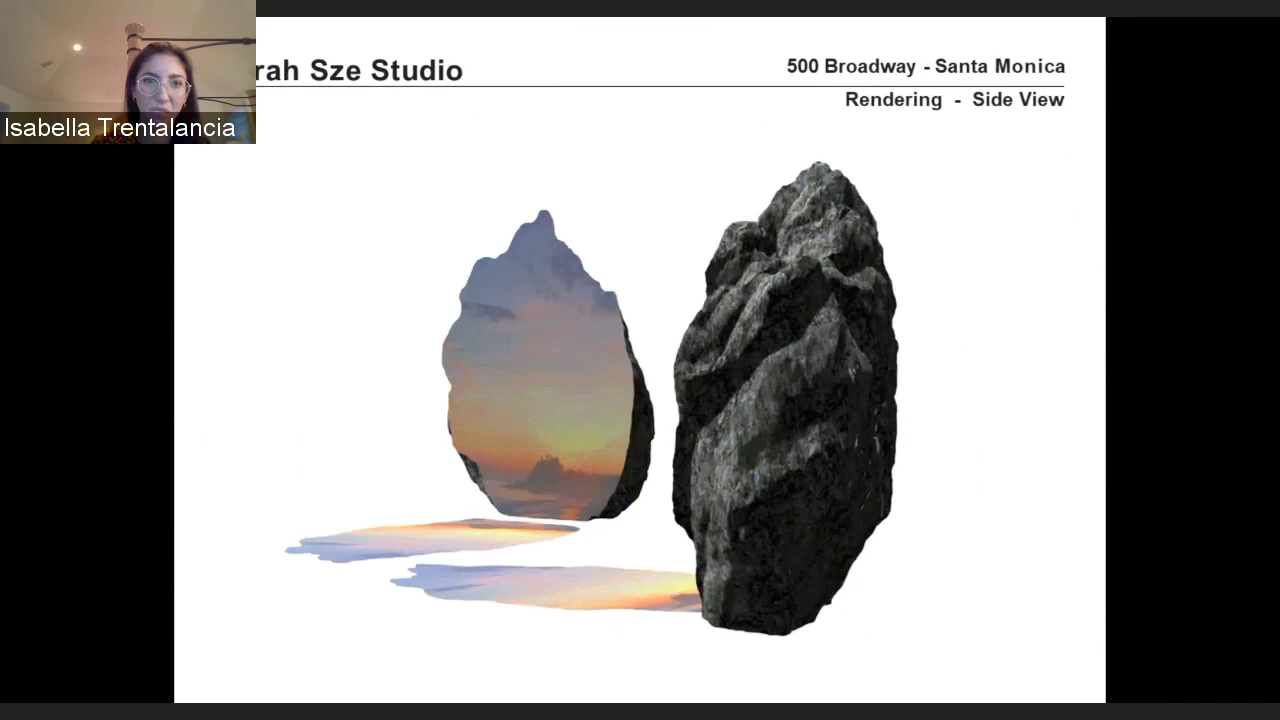 rah Sze Studio
500 Broadway - Santa Monica
Rendering - Side View
Isabella Trentalancia